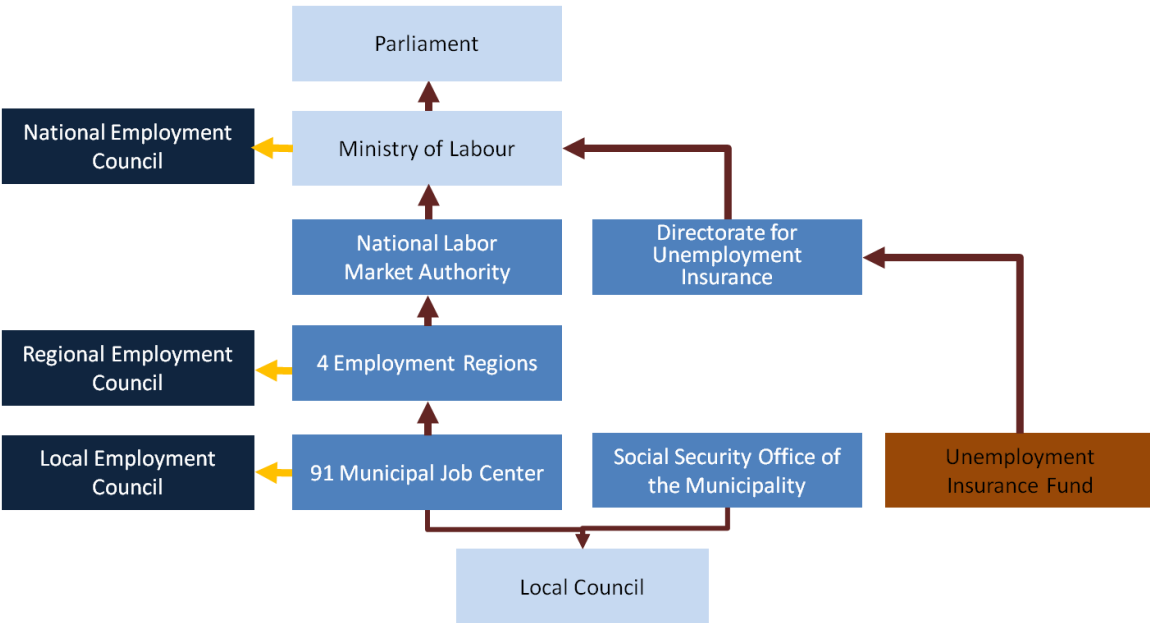 Parliament
National Employment
Council
Ministry of Labour
National Labor
Market Authority
Directorate for
Unemployment
Insurance
Regional Employment
Council
4 Employment Regions
Local Employment
Council
91 Municipal Job Center
Social Security Office of
the Municipality
Unemployment
Insurance Fund
Local Council